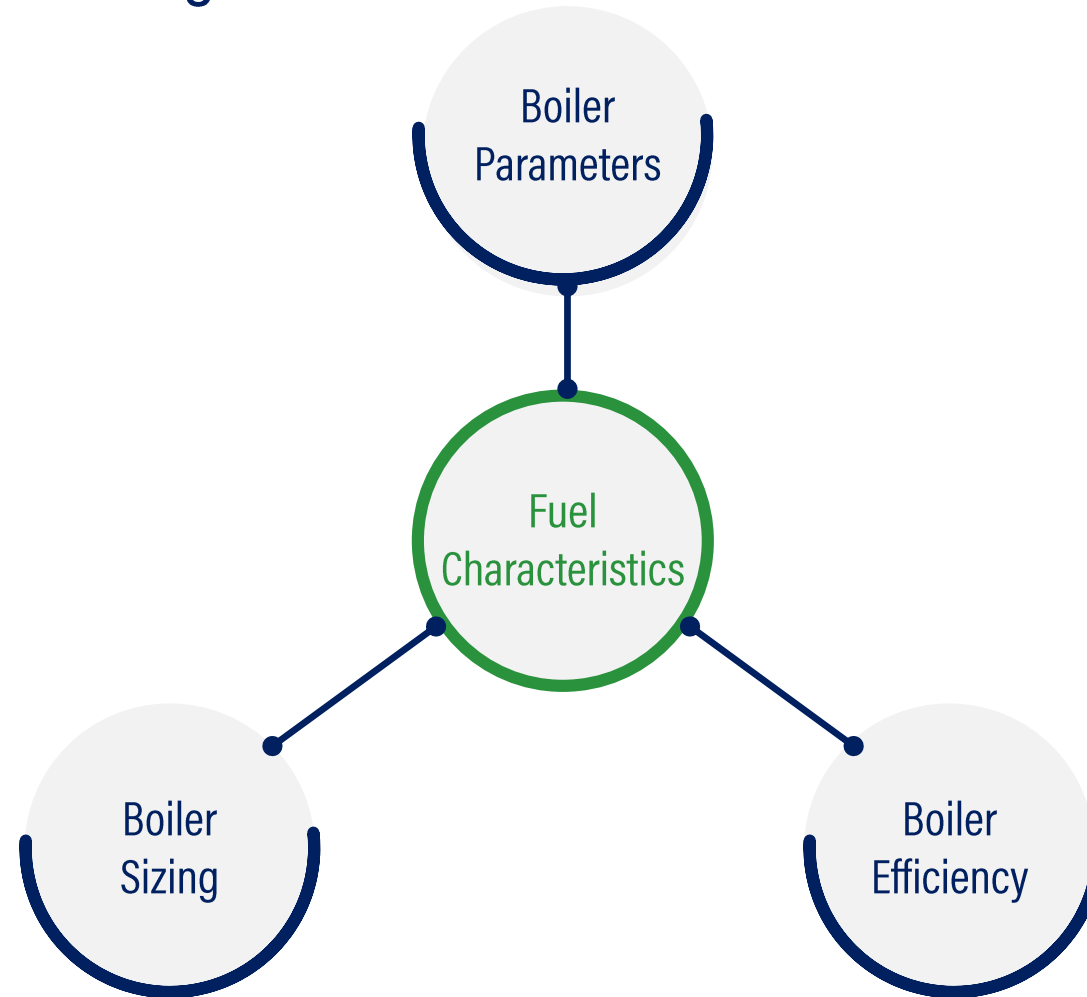 Boiler
Parameters
Fuel
Characteristics
Boiler
Sizing
Boiler
Efficiency